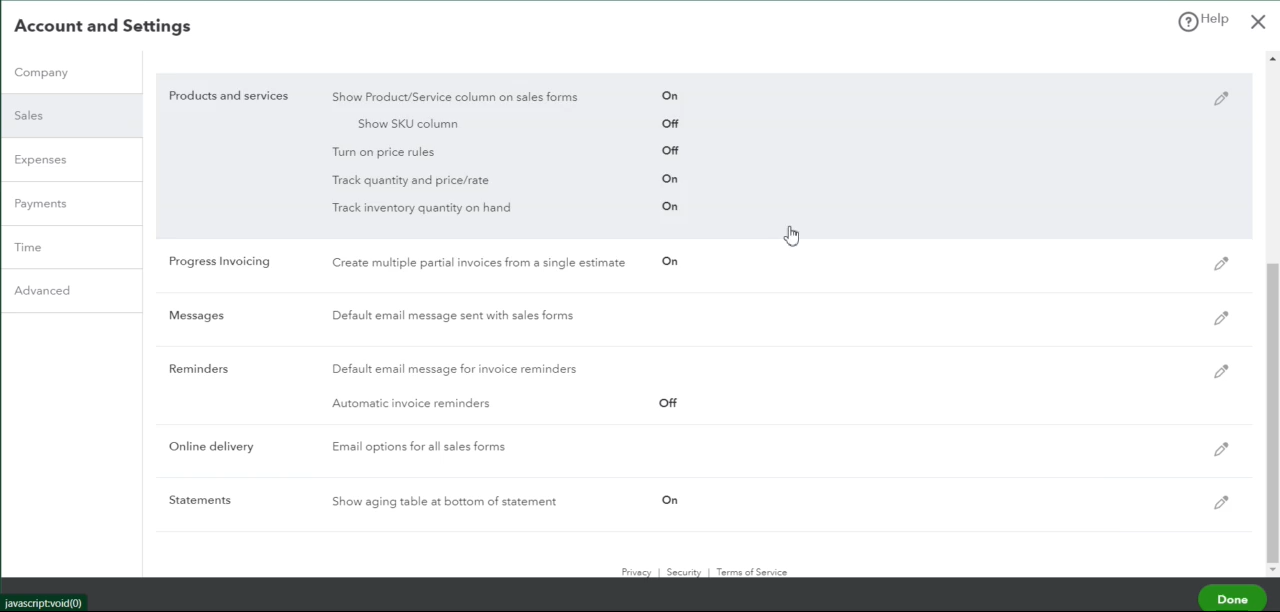 Account and Settings
Help
Company
Sales
Expenses
Payments
Time
Advanced
Products and services
Show Product/Service column on sales forms On
Show SKU column Off
Turn on price rules Off
Track quantity and price/rate On
Track inventory quantity on hand On
Progress Invoicing Create multiple partial invoices from a single estimate On
Messages Default email message sent with sales forms
Reminders Default email message for invoice reminders
Automatic invoice reminders Off
Online delivery Email options for all sales forms
Statements Show aging table at bottom of statement On
Privacy | Security | Terms of Service
javascript:void(0)
Done